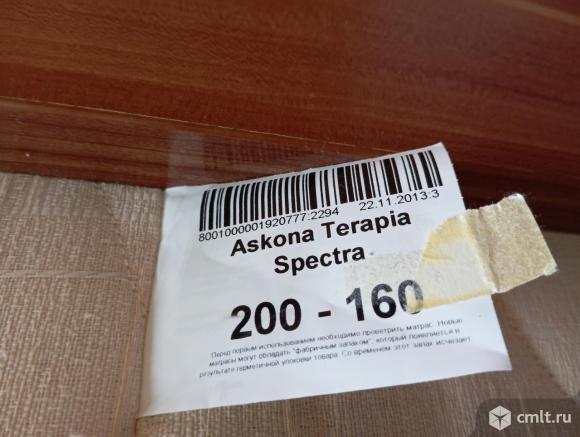 8001000001920777:2294 22.11.2013:3
Askona Terapia
Spectra
200 - 160
Перед первым использованием необходимо проветрить матрас. Новые
матрасы могут обладать "фабричным запахом", который появляется в
результате герметичной упаковки товара. Со временем этот запах исчезает.
cmlt.ru